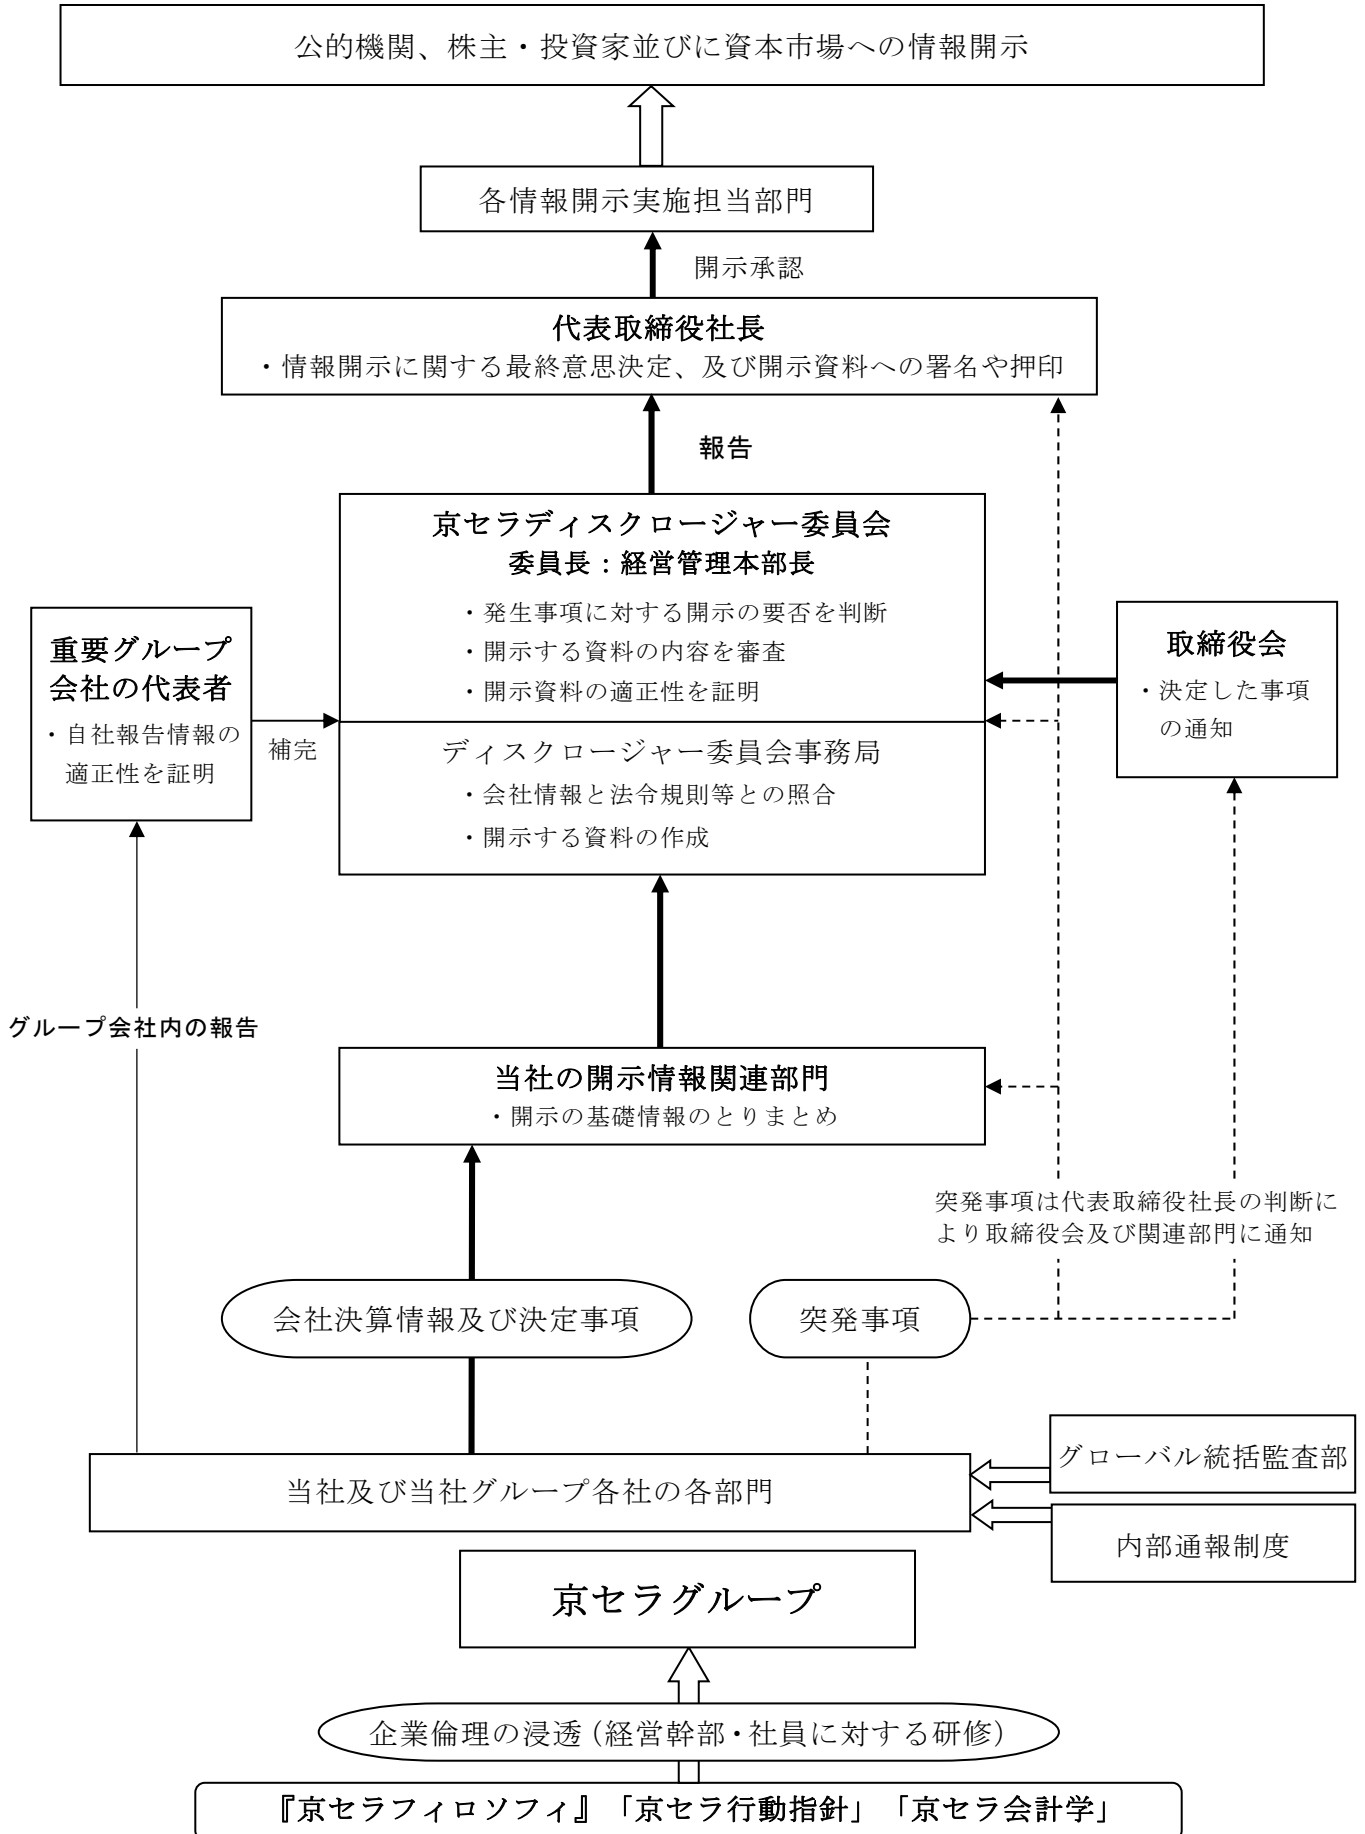 公的機関、株主・投資家並びに資本市場への情報開示
各情報開示実施担当部門
開示承認
代表取締役社長
・情報開示に関する最終意思決定、及び開示資料への署名や押印
報告
京セラディスクロージャー委員会
委員長：経営管理本部長
・発生事項に対する開示の要否を判断
・開示する資料の内容を審査
・開示資料の適正性を証明
重要グループ
会社の代表者
・自社報告情報の
適正性を証明
補完
取締役会
・決定した事項
の通知
ディスクロージャー委員会事務局
・会社情報と法令規則等との照合
・開示する資料の作成
グループ会社内の報告
当社の開示情報関連部門
・開示の基礎情報のとりまとめ
突発事項は代表取締役社長の判断に
より取締役会及び関連部門に通知
会社決算情報及び決定事項
突発事項
グローバル統括監査部
当社及び当社グループ各社の各部門
内部通報制度
京セラグループ
企業倫理の浸透（経営幹部・社員に対する研修）
『京セラフィロソフィ』「京セラ行動指針」「京セラ会計学」